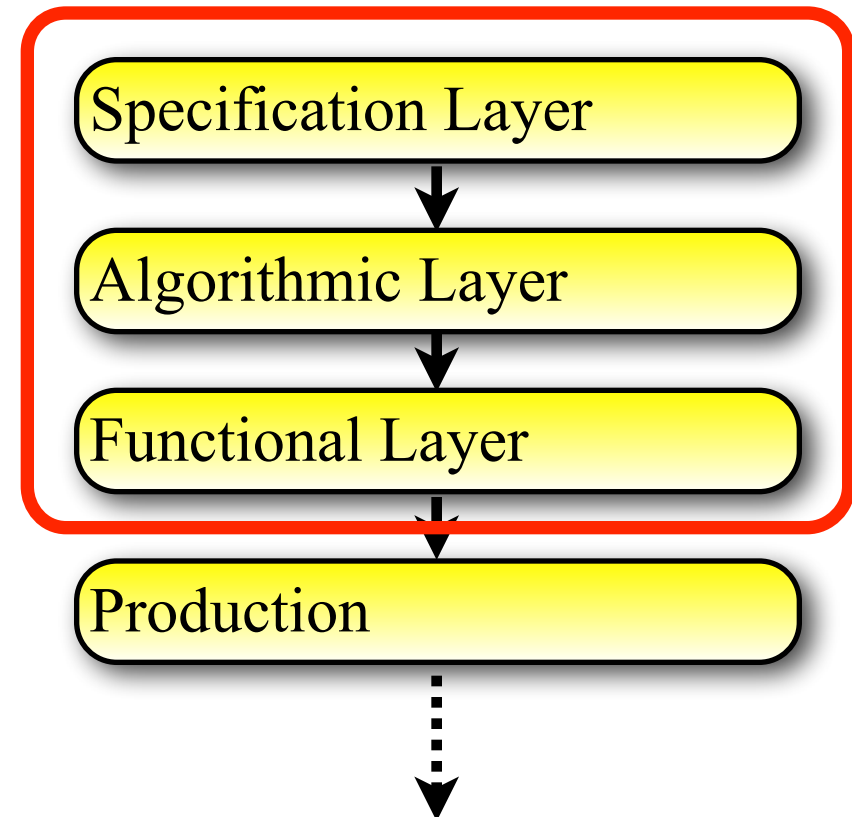 Specification Layer
Algorithmic Layer
Functional Layer
Production